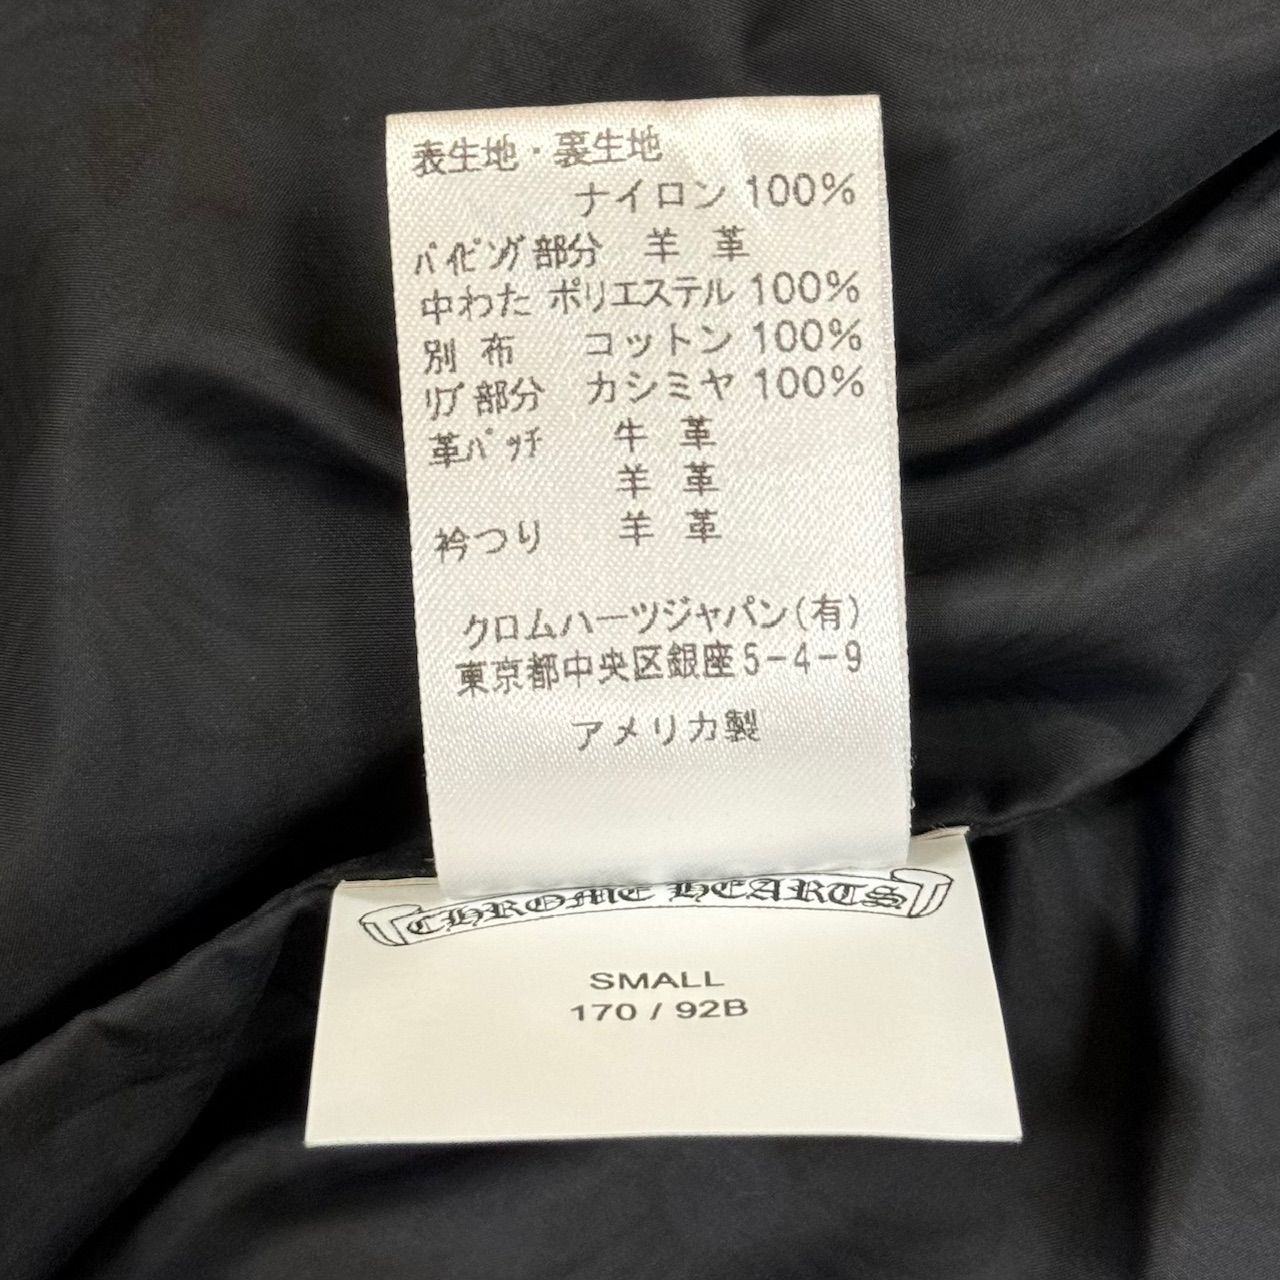 表生地・裏生地
ナイロン 100%
パイピング部分 羊 革
中わた ポリエステル 100%
別 布 コットン 100%
リブ部分 カシミヤ 100%
革パッチ 牛 革
羊 革
衿つり 羊 革
クロムハーツジャパン(有)
東京都中央区銀座5-4-9
アメリカ製
CHROME HEARTS
SMALL
170 / 92B